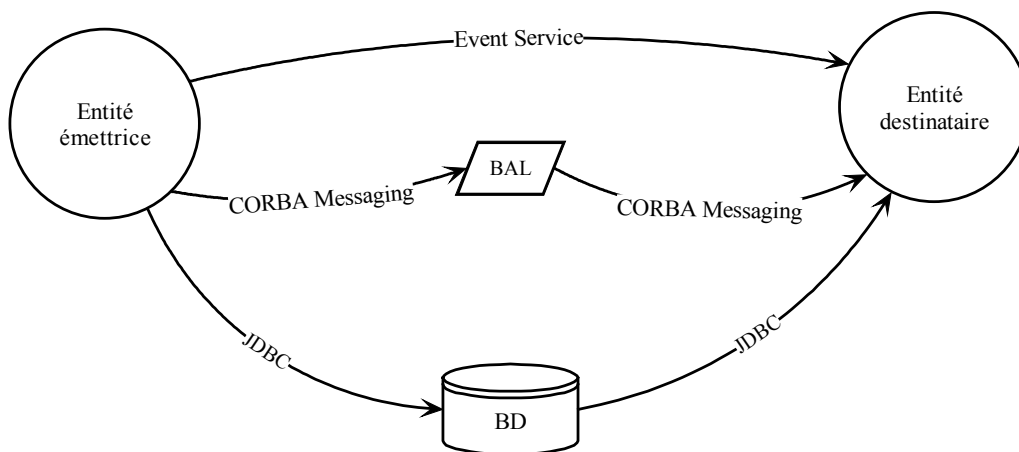 Event Service
Entité
émettrice
Entité
destinataire
BAL
CORBA Messaging
CORBA Messaging
JDBC
JDBC
BD